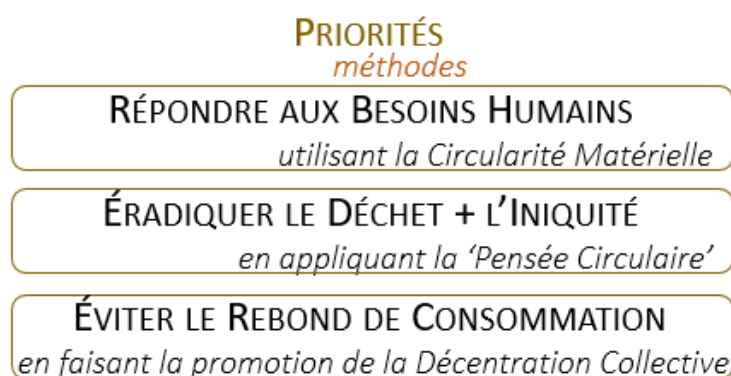 PRIORITÉS
méthodes
RÉPONDRE AUX BESOINS HUMAINS
utilisant la Circularité Matérielle
ÉRADIQUER LE DÉCHET + L’INIQUITÉ
en appliquant la ‘Pensée Circulaire’
ÉVITER LE REBOND DE CONSOMMATION
en faisant la promotion de la Décentration Collective